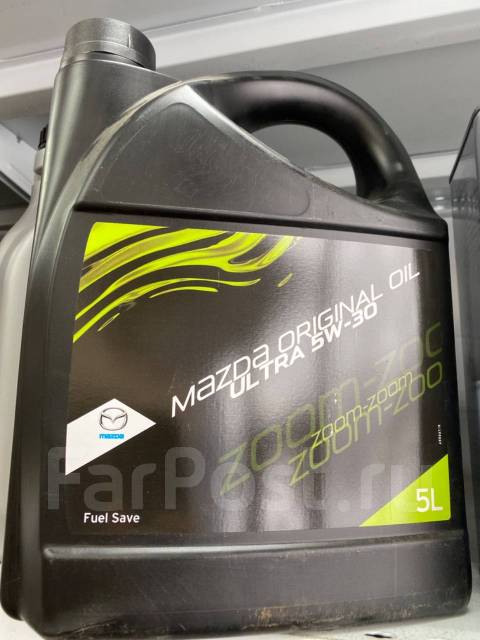 Mazda ORIGINAL OIL
ULTRA 5W-30
zoom-zoo
zoom-zoom
zoom-zoo
mazda
FarPost.ru
Fuel Save
5L